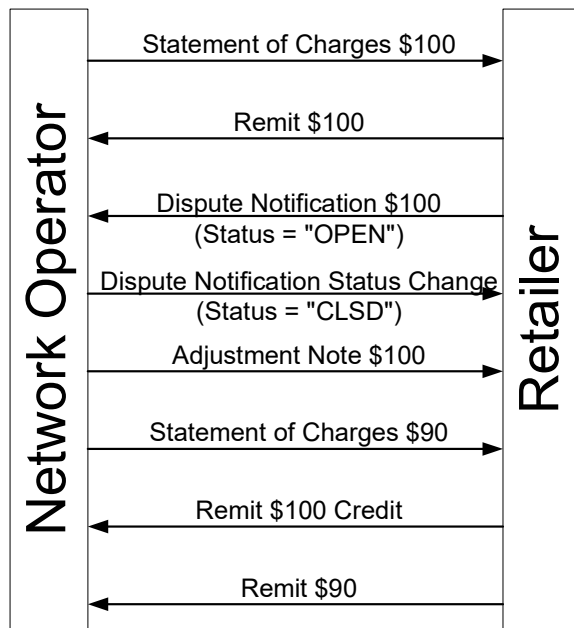 Network Operator
Statement of Charges $100
Remit $100
Dispute Notification $100
(Status = "OPEN")
Dispute Notification Status Change
(Status = "CLSD")
Adjustment Note $100
Statement of Charges $90
Remit $100 Credit
Remit $90
Retailer